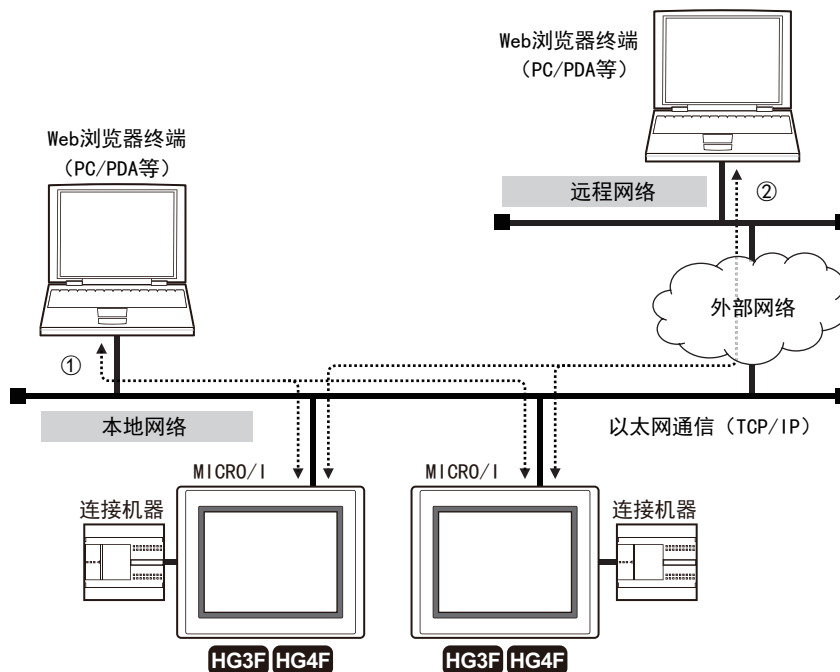 Web浏览器终端
（PC/PDA等）
Web浏览器终端
（PC/PDA等）
远程网络
②
外部网络
①
本地网络
以太网通信（TCP/IP）
MICRO/I
MICRO/I
连接机器
连接机器
HG3F HG4F
HG3F HG4F